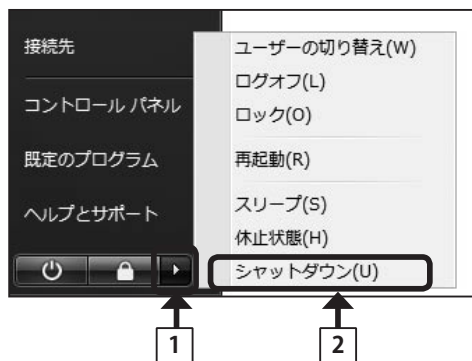 接続先
コントロール パネル
既定のプログラム
ヘルプとサポート
ユーザーの切り替え(W)
ログオフ(L)
ロック(O)
再起動(R)
スリープ(S)
休止状態(H)
シャットダウン(U)
1
2